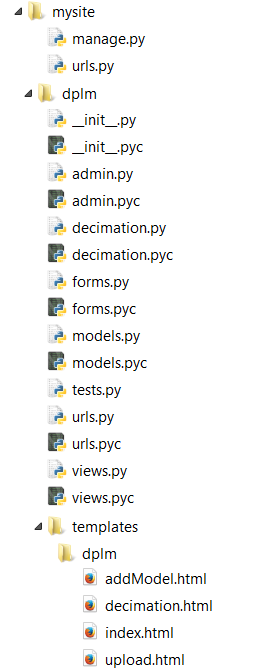 mysite
manage.py
urls.py
dplm
__init__.py
__init__.pyc
admin.py
admin.pyc
decimation.py
decimation.pyc
forms.py
forms.pyc
models.py
models.pyc
tests.py
urls.py
urls.pyc
views.py
views.pyc
templates
dplm
addModel.html
decimation.html
index.html
upload.html